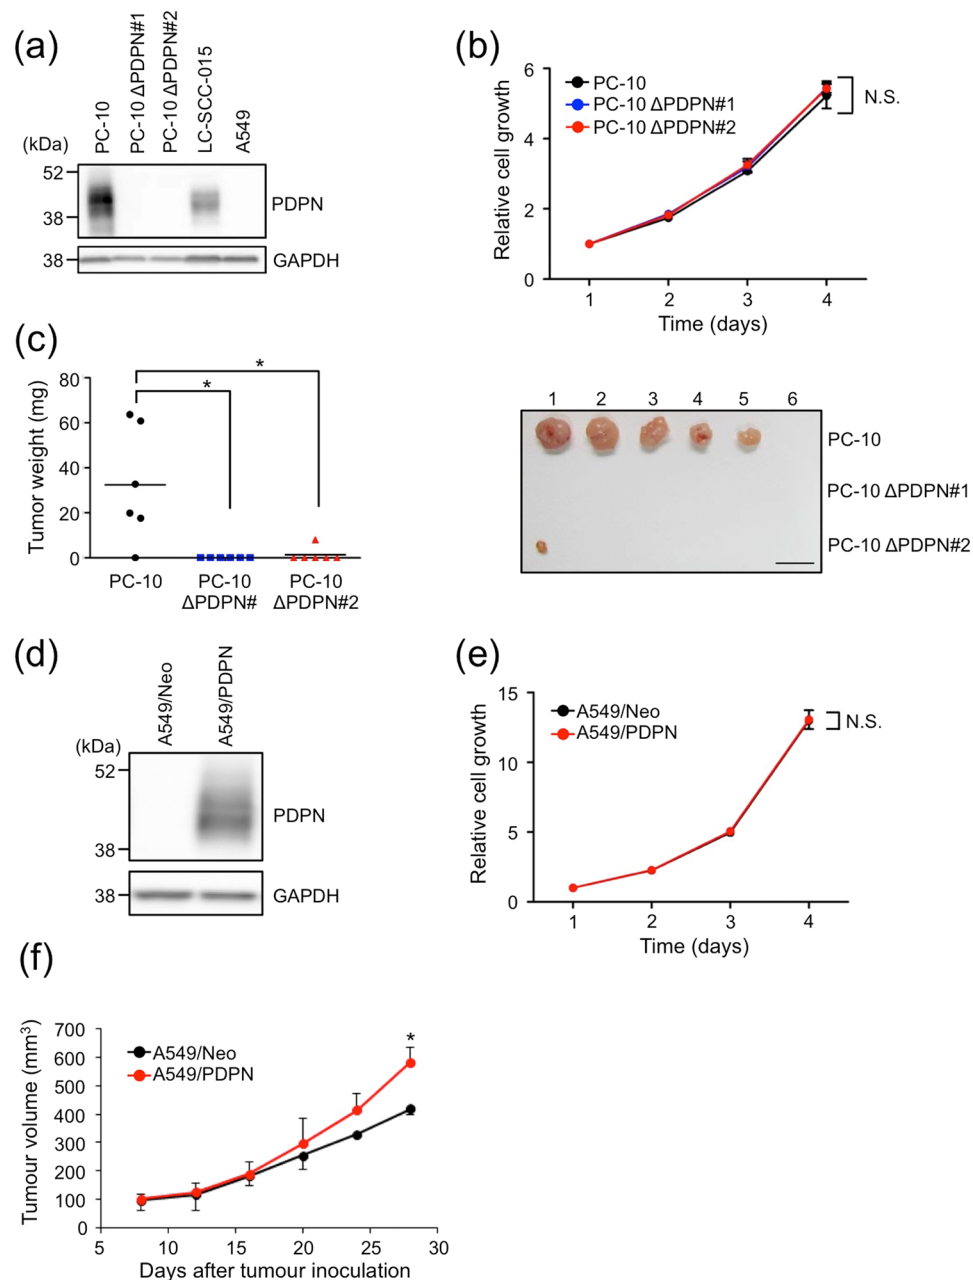 (a)
PC-10
PC-10 ΔPDPN#1
PC-10 ΔPDPN#2
LC-SCC-015
A549
(kDa)
52
38
PDPN
38
GAPDH
(b)
Relative cell growth
6
4
2
0
PC-10
PC-10 ΔPDPN#1
PC-10 ΔPDPN#2
N.S.
1 2 3 4
Time (days)
(c)
Tumor weight (mg)
80
60
40
20
0
*
*
PC-10
PC-10
ΔPDPN#
PC-10
ΔPDPN#2
1 2 3 4 5 6
PC-10
PC-10 ΔPDPN#1
PC-10 ΔPDPN#2
(d)
A549/Neo
A549/PDPN
(kDa)
52
38
PDPN
38
GAPDH
(e)
Relative cell growth
15
10
5
0
A549/Neo
A549/PDPN
N.S.
1 2 3 4
Time (days)
(f)
Tumour volume (mm³)
700
600
500
400
300
200
100
0
A549/Neo
A549/PDPN
*
5 10 15 20 25 30
Days after tumour inoculation